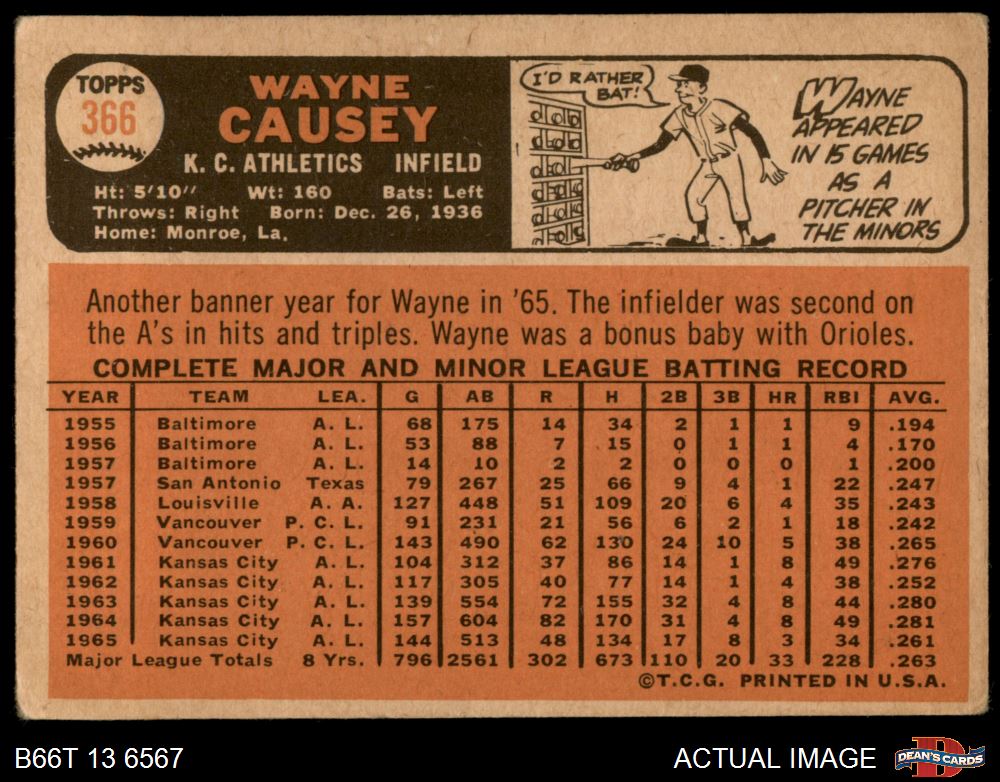 TOPPS
366
WAYNE
CAUSEY
K. C. ATHLETICS INFIELD
Ht: 5'10" Wt: 160 Bats: Left
Throws: Right Born: Dec. 26, 1936
Home: Monroe, La.
I'D RATHER
BAT!
WAYNE
APPEARED
IN 15 GAMES
AS A
PITCHER IN
THE MINORS
Another banner year for Wayne in '65. The infielder was second on
the A's in hits and triples. Wayne was a bonus baby with Orioles.
COMPLETE MAJOR AND MINOR LEAGUE BATTING RECORD
YEAR TEAM LEA. G AB R H 2B 3B HR RBI AVG.
1955 Baltimore A. L. 68 175 14 34 2 1 1 9 .194
1956 Baltimore A. L. 53 88 7 15 0 1 1 4 .170
1957 Baltimore A. L. 14 10 2 2 0 0 0 1 .200
1957 San Antonio Texas 79 267 25 66 9 4 1 22 .247
1958 Louisville A. A. 127 448 51 109 20 6 4 35 .243
1959 Vancouver P. C. L. 91 231 21 56 6 2 1 18 .242
1960 Vancouver P. C. L. 143 490 62 130 24 10 5 38 .265
1961 Kansas City A. L. 104 312 37 86 14 1 8 49 .276
1962 Kansas City A. L. 117 305 40 77 14 1 4 38 .252
1963 Kansas City A. L. 139 554 72 155 32 4 8 44 .280
1964 Kansas City A. L. 157 604 82 170 31 4 8 49 .281
1965 Kansas City A. L. 144 513 48 134 17 8 3 34 .261
Major League Totals 8 Yrs. 796 2561 302 673 110 20 33 228 .263
©T.C.G. PRINTED IN U.S.A.
B66T 13 6567
ACTUAL IMAGE
D
DEAN'S CARDS